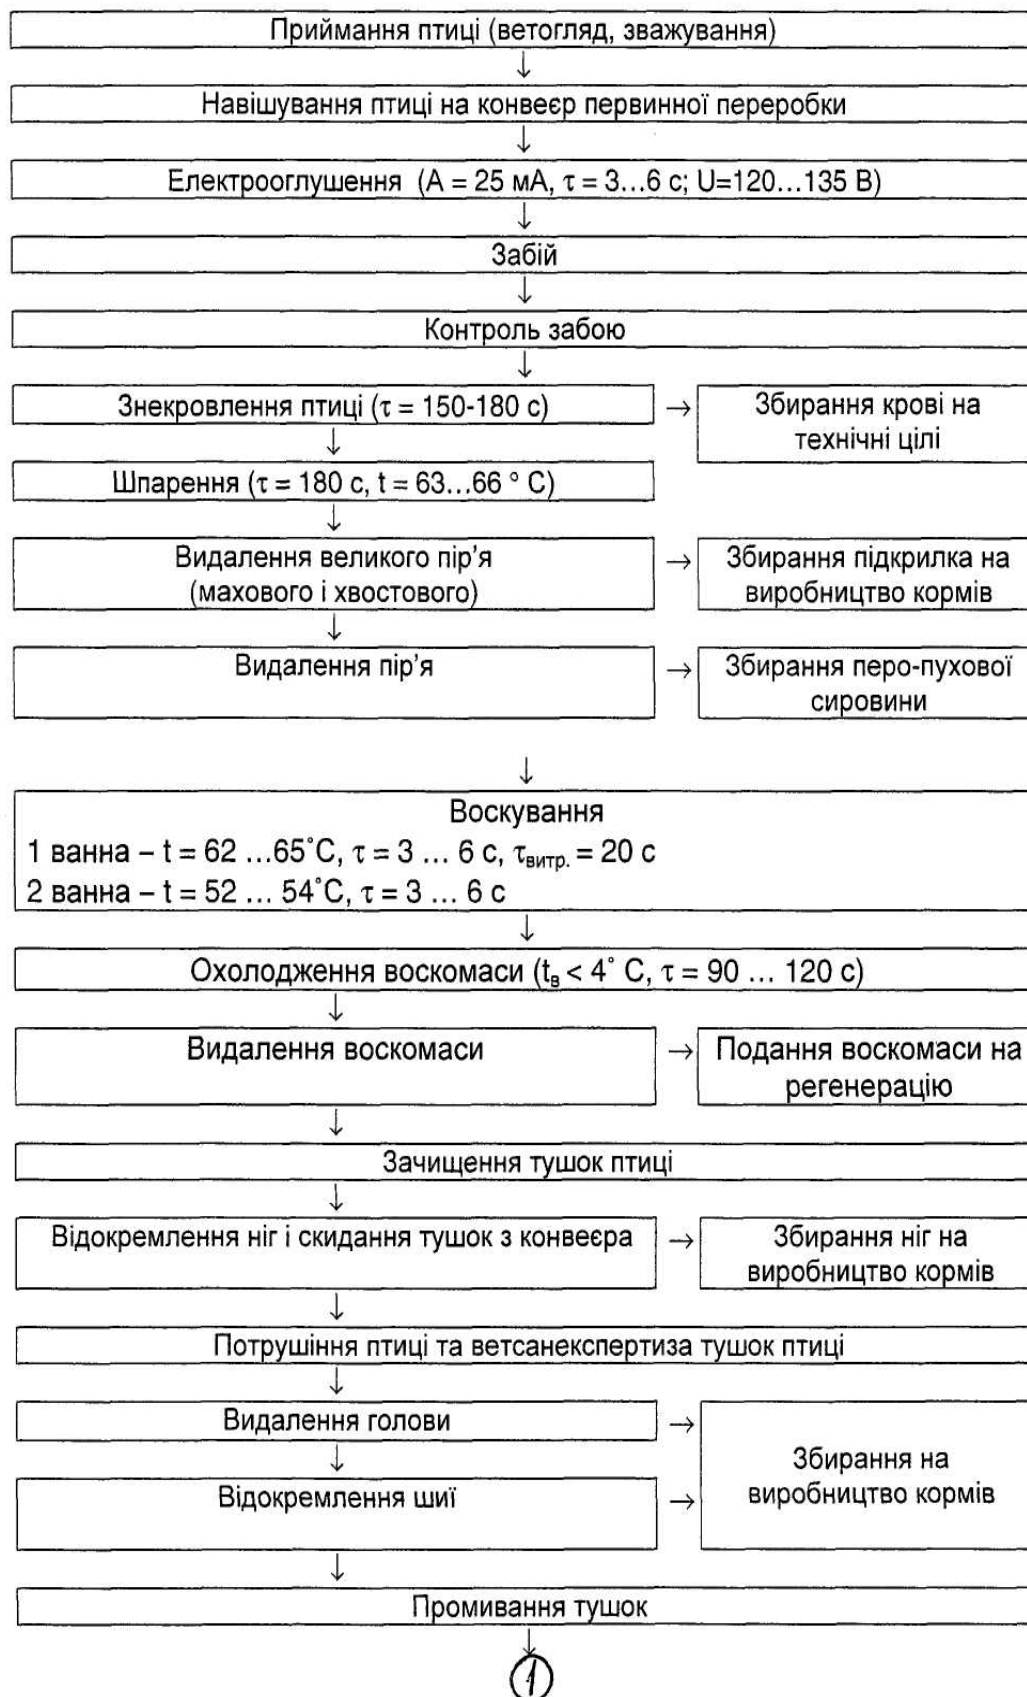 Приймання птиці (ветогляд, зважування)
↓
Навішування птиці на конвеєр первинної переробки
↓
Електрооглушення (А = 25 мА, τ = 3...6 с; U=120...135 В)
↓
Забій
↓
Контроль забою
↓
Знекровлення птиці (τ = 150-180 с)
→
Збирання крові на
технічні цілі
↓
Шпарення (τ = 180 с, t = 63...66 ° С)
↓
Видалення великого пір’я
(махового і хвостового)
→
Збирання підкрилка на
виробництво кормів
↓
Видалення пір’я
→
Збирання перо-пухової
сировини
↓
Воскування
1 ванна – t = 62 ...65˚С, τ = 3 ... 6 с, τвитр. = 20 с
2 ванна – t = 52 ... 54˚С, τ = 3 ... 6 с
↓
Охолодження воскомаси (tв < 4˚ С, τ = 90 ... 120 с)
↓
Видалення воскомаси
→
Подання воскомаси на
регенерацію
↓
Зачищення тушок птиці
↓
Відокремлення ніг і скидання тушок з конвеєра
→
Збирання ніг на
виробництво кормів
↓
Потрушіння птиці та ветсанекспертиза тушок птиці
↓
Видалення голови
→
↓
Відокремлення шиї
→
Збирання на
виробництво кормів
↓
Промивання тушок
↓
1